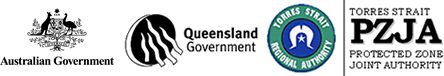 Australian Government
Queensland
Government
TORRES STRAIT
REGIONAL AUTHORITY
TORRES STRAIT
PZJA
PROTECTED ZONE
JOINT AUTHORITY